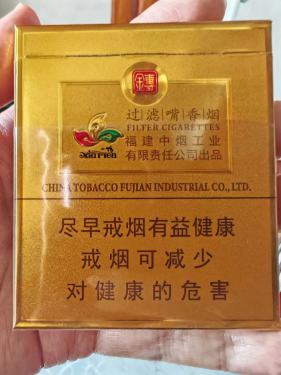 金 專
过滤嘴香烟
FILTER CIGARETTES
福建中烟工业
有限责任公司出品
CHINA TOBACCO FUJIAN INDUSTRIAL CO., LTD.
尽早戒烟有益健康
戒烟可减少
对健康的危害